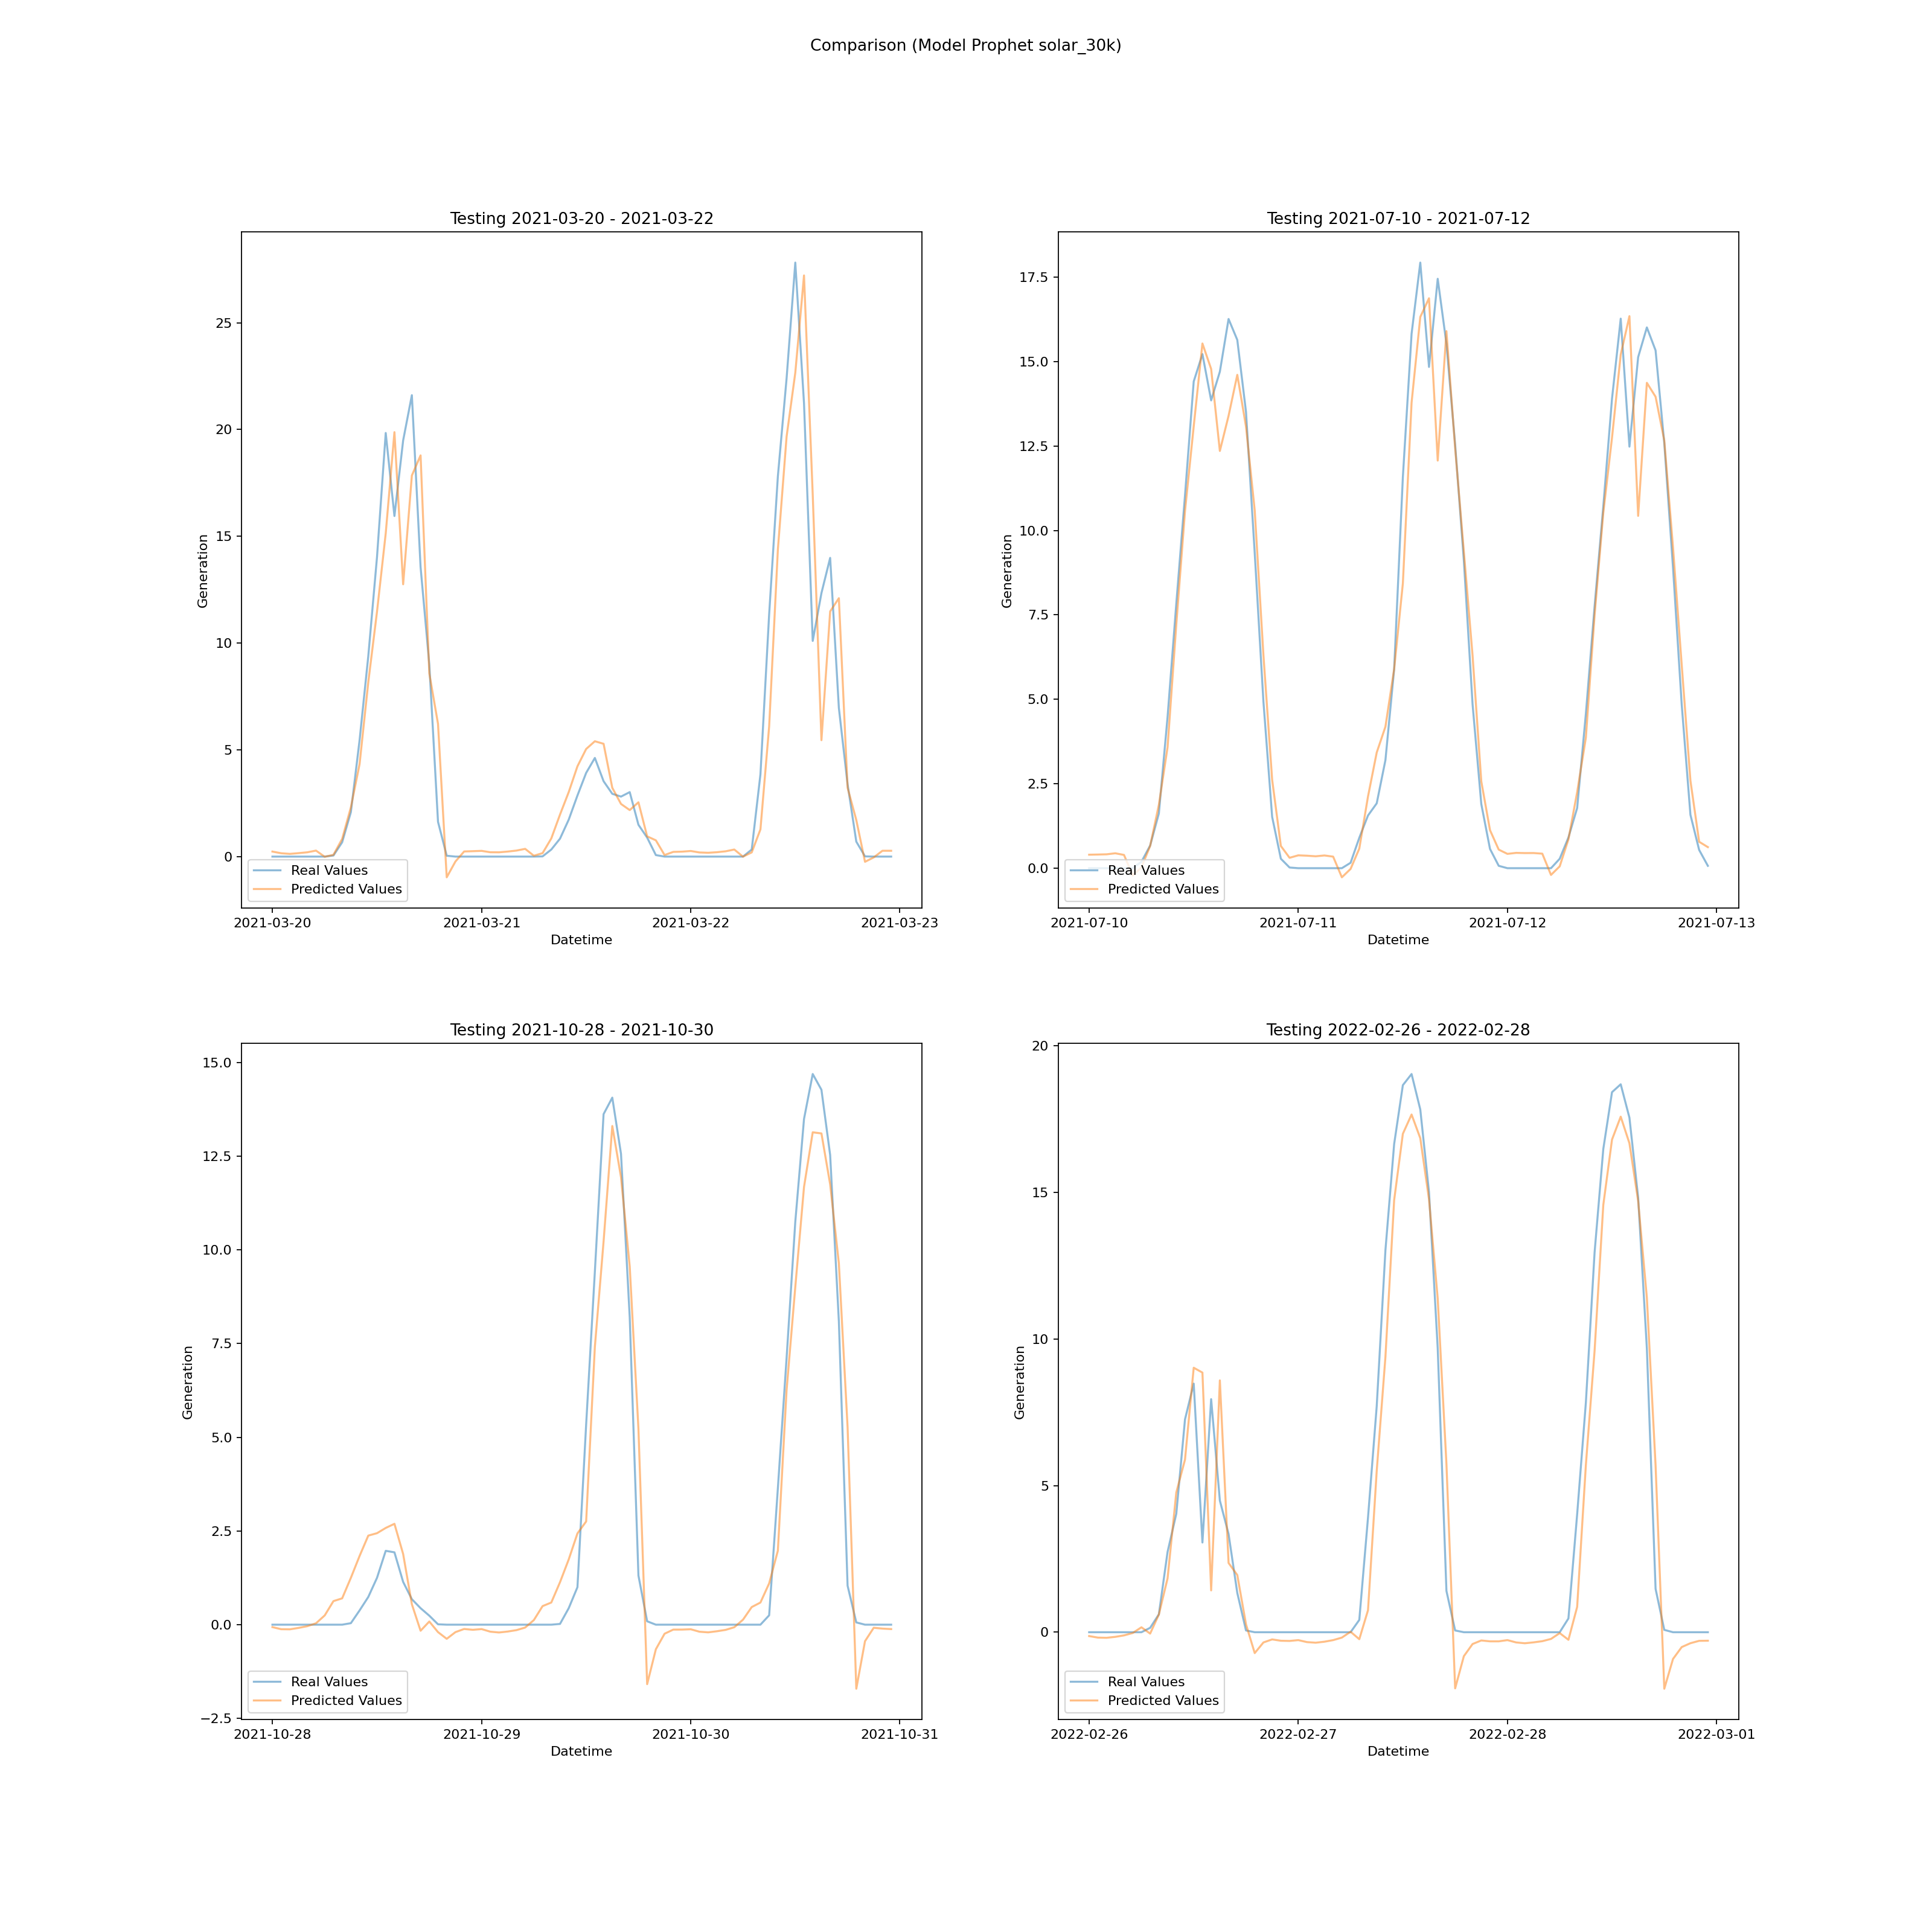 Comparison (Model Prophet solar_30k)
Testing 2021-03-20 - 2021-03-22
Generation
25
20
15
10
5
0
Real Values
Predicted Values
2021-03-20 2021-03-21 2021-03-22 2021-03-23
Datetime
Testing 2021-07-10 - 2021-07-12
Generation
17.5
15.0
12.5
10.0
7.5
5.0
2.5
0.0
Real Values
Predicted Values
2021-07-10 2021-07-11 2021-07-12 2021-07-13
Datetime
Testing 2021-10-28 - 2021-10-30
Generation
15.0
12.5
10.0
7.5
5.0
2.5
0.0
−2.5
Real Values
Predicted Values
2021-10-28 2021-10-29 2021-10-30 2021-10-31
Datetime
Testing 2022-02-26 - 2022-02-28
Generation
20
15
10
5
0
Real Values
Predicted Values
2022-02-26 2022-02-27 2022-02-28 2022-03-01
Datetime